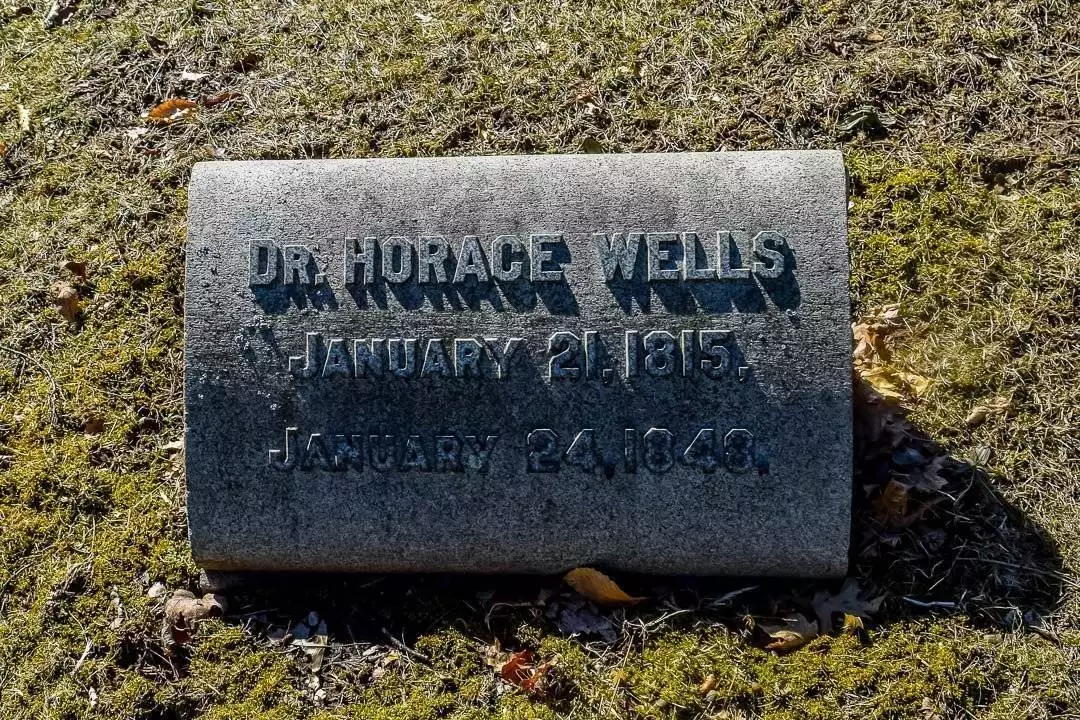 DR. HORACE WELLS
JANUARY 21, 1815.
JANUARY 24, 1848.